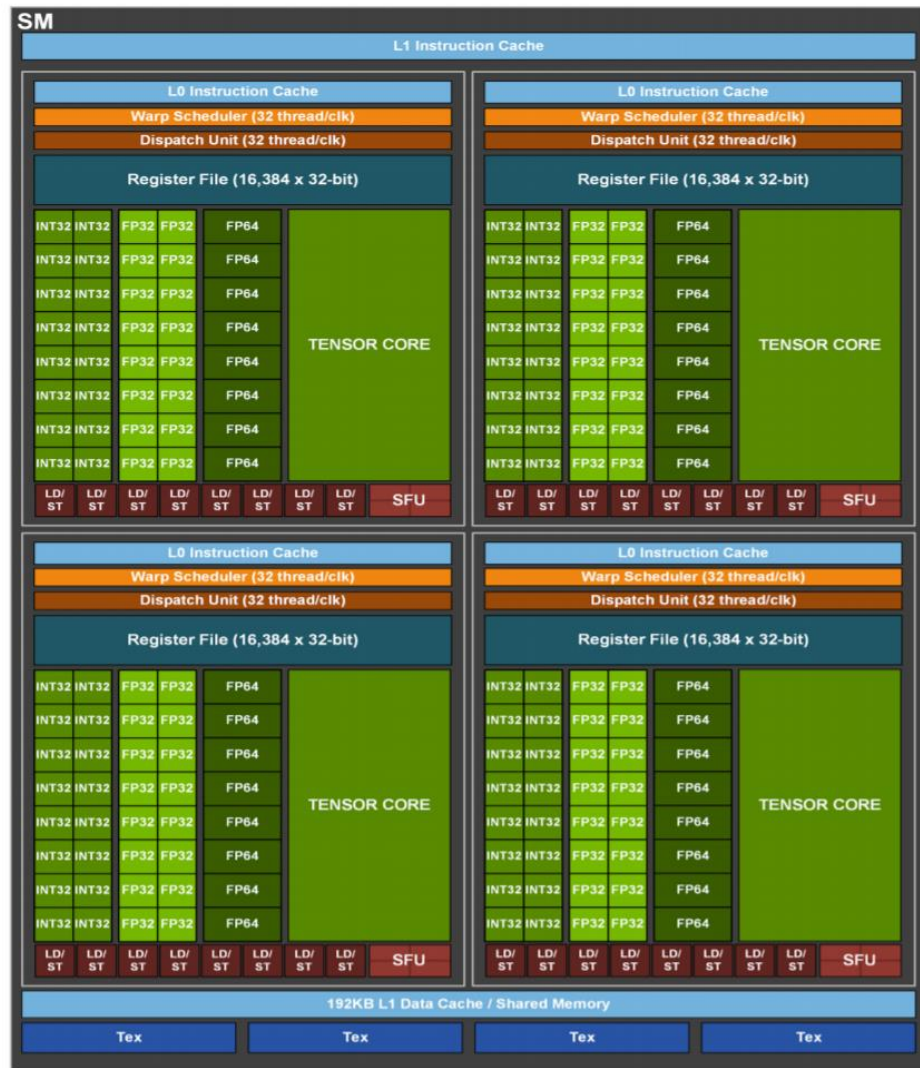 SM
L1 Instruction Cache
L0 Instruction Cache
Warp Scheduler (32 thread/clk)
Dispatch Unit (32 thread/clk)
Register File (16,384 x 32-bit)
INT32 INT32 FP32 FP32 FP64
INT32 INT32 FP32 FP32 FP64
INT32 INT32 FP32 FP32 FP64
INT32 INT32 FP32 FP32 FP64
INT32 INT32 FP32 FP32 FP64
INT32 INT32 FP32 FP32 FP64
INT32 INT32 FP32 FP32 FP64
INT32 INT32 FP32 FP32 FP64
TENSOR CORE
LD/ LD/ LD/ LD/ LD/ LD/ LD/ LD/
ST ST ST ST ST ST ST ST
SFU
L0 Instruction Cache
Warp Scheduler (32 thread/clk)
Dispatch Unit (32 thread/clk)
Register File (16,384 x 32-bit)
INT32 INT32 FP32 FP32 FP64
INT32 INT32 FP32 FP32 FP64
INT32 INT32 FP32 FP32 FP64
INT32 INT32 FP32 FP32 FP64
INT32 INT32 FP32 FP32 FP64
INT32 INT32 FP32 FP32 FP64
INT32 INT32 FP32 FP32 FP64
INT32 INT32 FP32 FP32 FP64
TENSOR CORE
LD/ LD/ LD/ LD/ LD/ LD/ LD/ LD/
ST ST ST ST ST ST ST ST
SFU
L0 Instruction Cache
Warp Scheduler (32 thread/clk)
Dispatch Unit (32 thread/clk)
Register File (16,384 x 32-bit)
INT32 INT32 FP32 FP32 FP64
INT32 INT32 FP32 FP32 FP64
INT32 INT32 FP32 FP32 FP64
INT32 INT32 FP32 FP32 FP64
INT32 INT32 FP32 FP32 FP64
INT32 INT32 FP32 FP32 FP64
INT32 INT32 FP32 FP32 FP64
INT32 INT32 FP32 FP32 FP64
TENSOR CORE
LD/ LD/ LD/ LD/ LD/ LD/ LD/ LD/
ST ST ST ST ST ST ST ST
SFU
L0 Instruction Cache
Warp Scheduler (32 thread/clk)
Dispatch Unit (32 thread/clk)
Register File (16,384 x 32-bit)
INT32 INT32 FP32 FP32 FP64
INT32 INT32 FP32 FP32 FP64
INT32 INT32 FP32 FP32 FP64
INT32 INT32 FP32 FP32 FP64
INT32 INT32 FP32 FP32 FP64
INT32 INT32 FP32 FP32 FP64
INT32 INT32 FP32 FP32 FP64
INT32 INT32 FP32 FP32 FP64
TENSOR CORE
LD/ LD/ LD/ LD/ LD/ LD/ LD/ LD/
ST ST ST ST ST ST ST ST
SFU
192KB L1 Data Cache / Shared Memory
Tex Tex Tex Tex